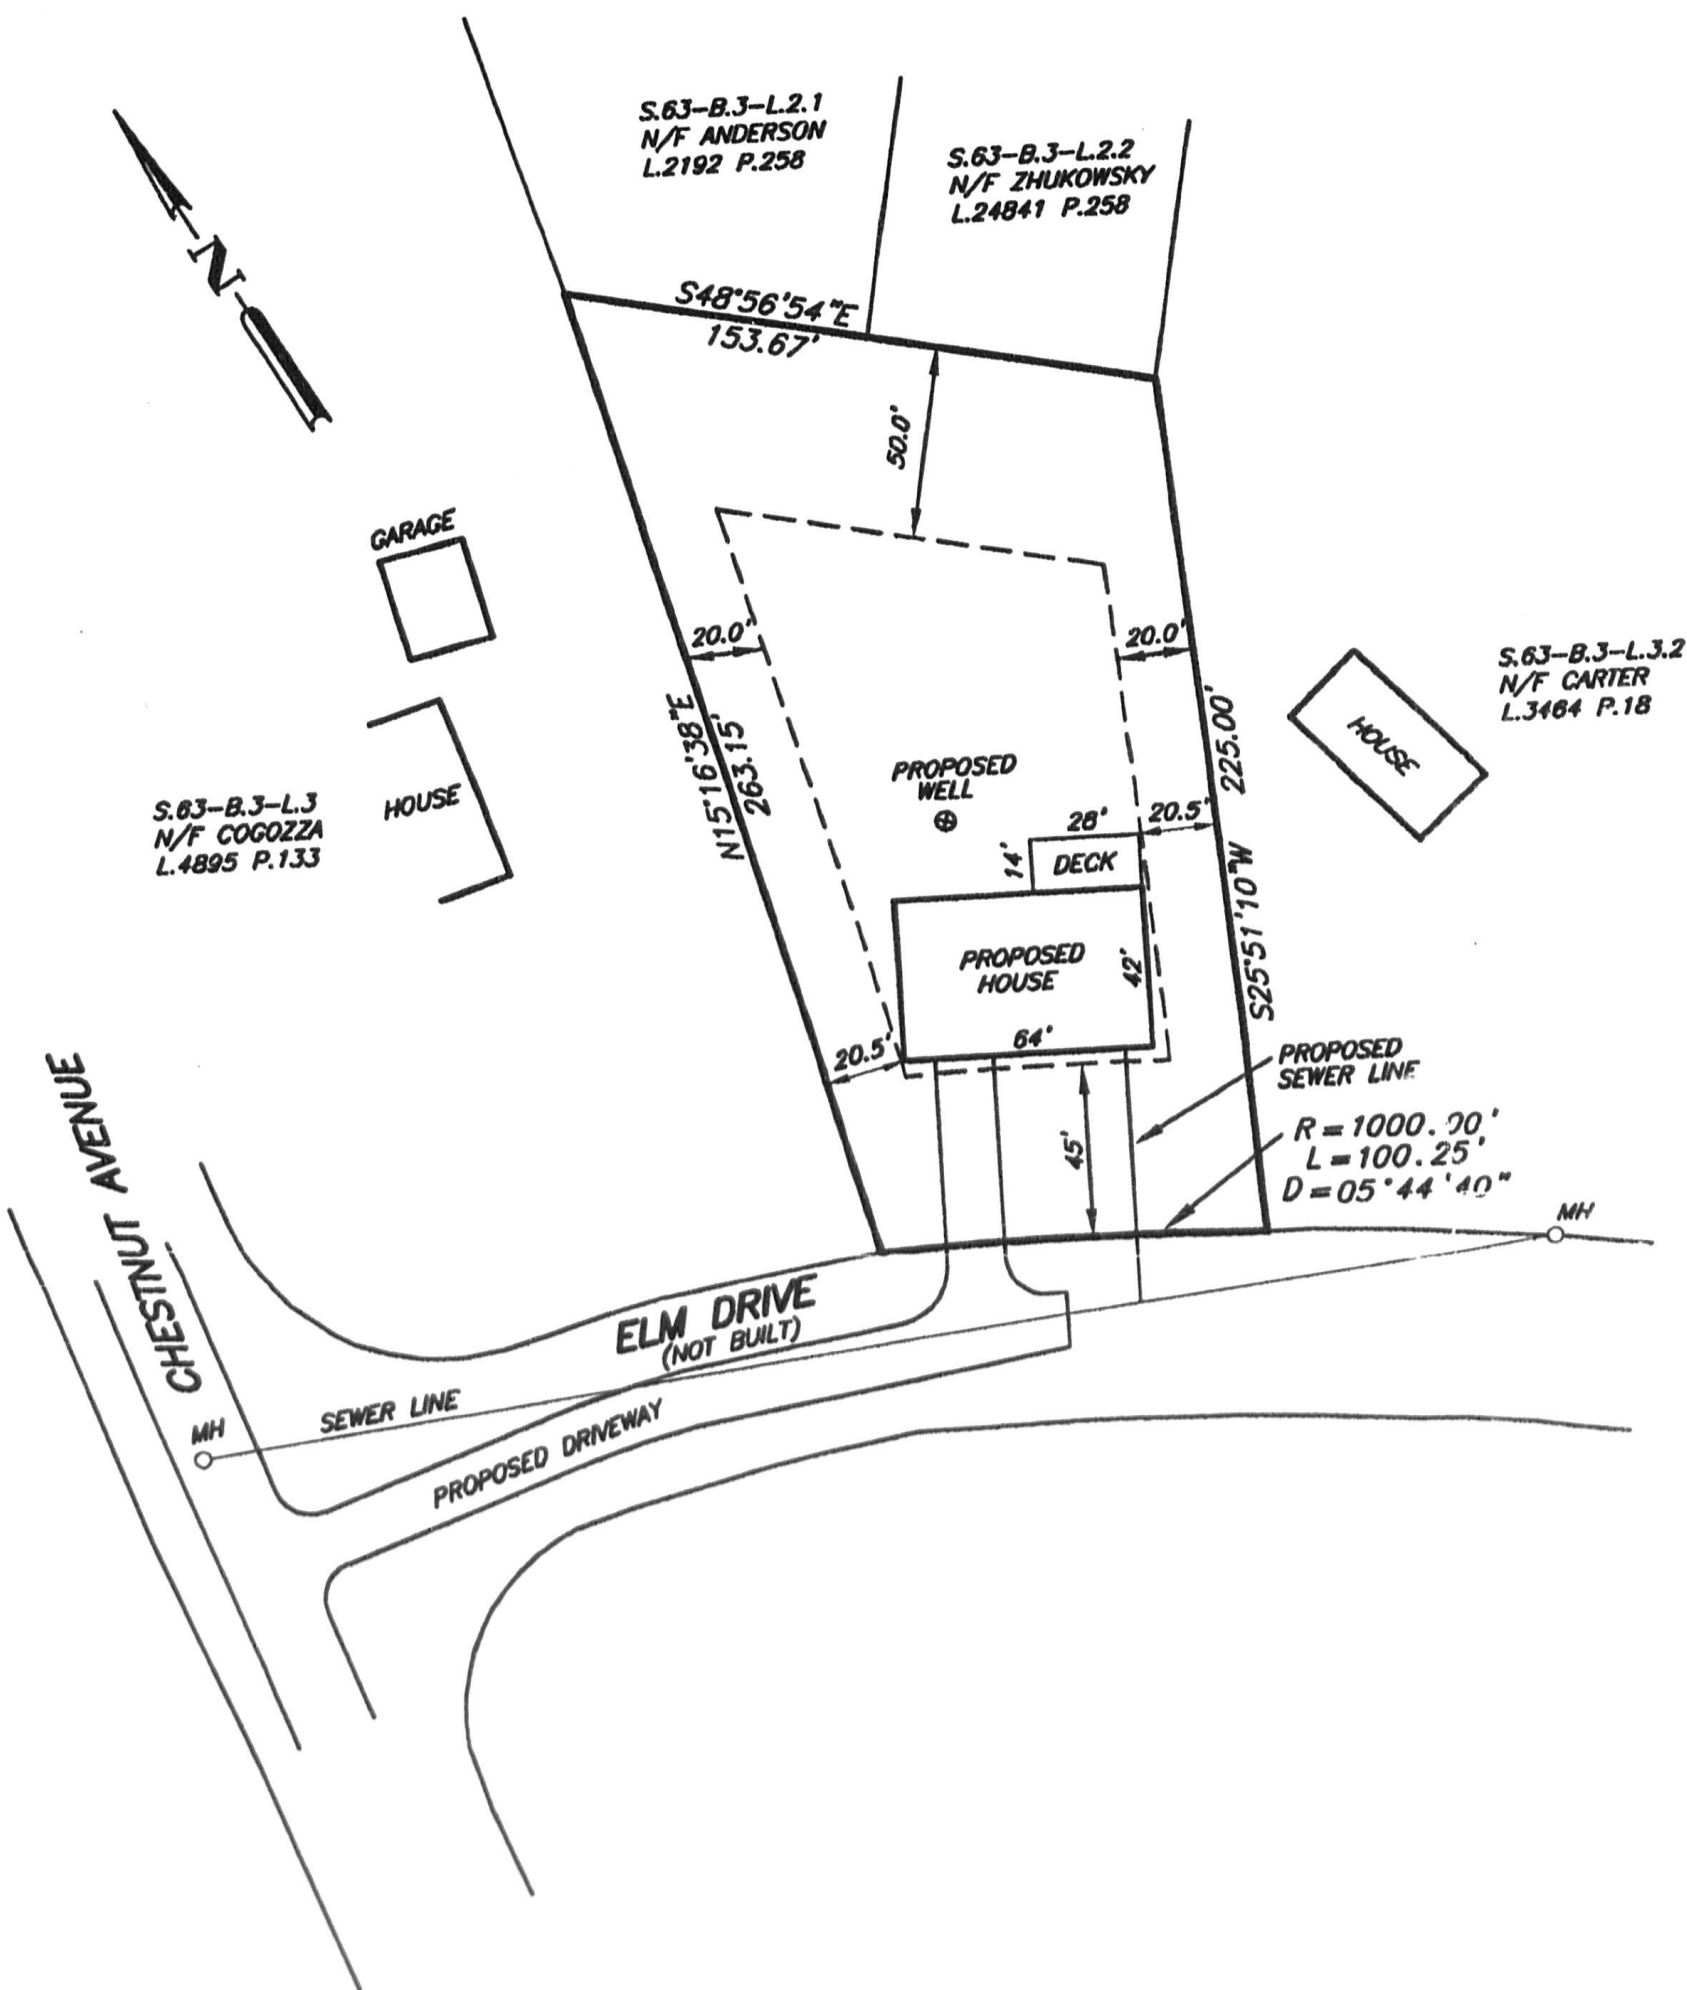 S.63-B.3-L.2.1
N/F ANDERSON
L.2192 P.258
S.63-B.3-L.2.2
N/F ZHUKOWSKY
L.24841 P.258
N
S48°56'54"E
153.67'
50.0'
GARAGE
20.0'
20.0'
S.63-B.3-L.3.2
N/F CARTER
L.3464 P.18
HOUSE
N15°16'38"E
263.15'
225.00'
S25°51'10"W
PROPOSED
WELL
HOUSE
S.63-B.3-L.3
N/F COGOZZA
L.4895 P.133
28'
20.5'
14'
DECK
PROPOSED
HOUSE
42'
64'
20.5'
45'
PROPOSED
SEWER LINE
R=1000.00'
L=100.25'
D=05°44'40"
MH
CHESTNUT AVENUE
ELM DRIVE
(NOT BUILT)
SEWER LINE
MH
PROPOSED DRIVEWAY